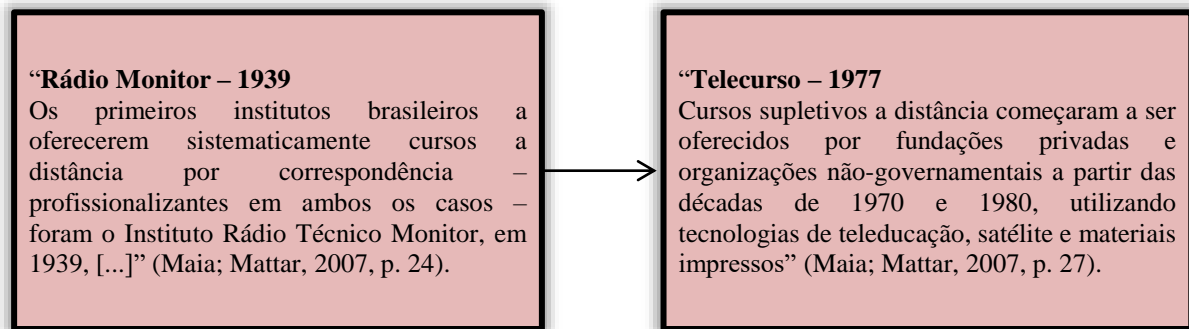 “Rádio Monitor – 1939
Os primeiros institutos brasileiros a
oferecerem sistematicamente cursos a
distância por correspondência –
profissionalizantes em ambos os casos –
foram o Instituto Rádio Técnico Monitor, em
1939, [...]” (Maia; Mattar, 2007, p. 24).
“Telecurso – 1977
Cursos supletivos a distância começaram a ser
oferecidos por fundações privadas e
organizações não-governamentais a partir das
décadas de 1970 e 1980, utilizando
tecnologias de teleducação, satélite e materiais
impressos” (Maia; Mattar, 2007, p. 27).